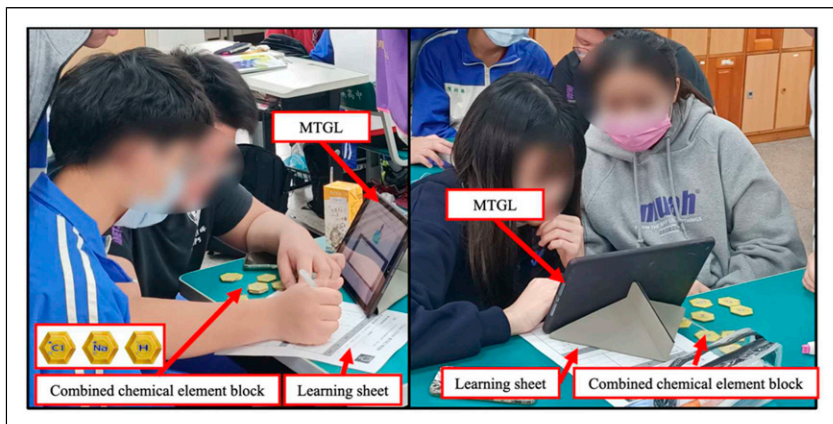 MTGL
Cl Na H
Combined chemical element block
Learning sheet
MTGL
Learning sheet
Combined chemical element block